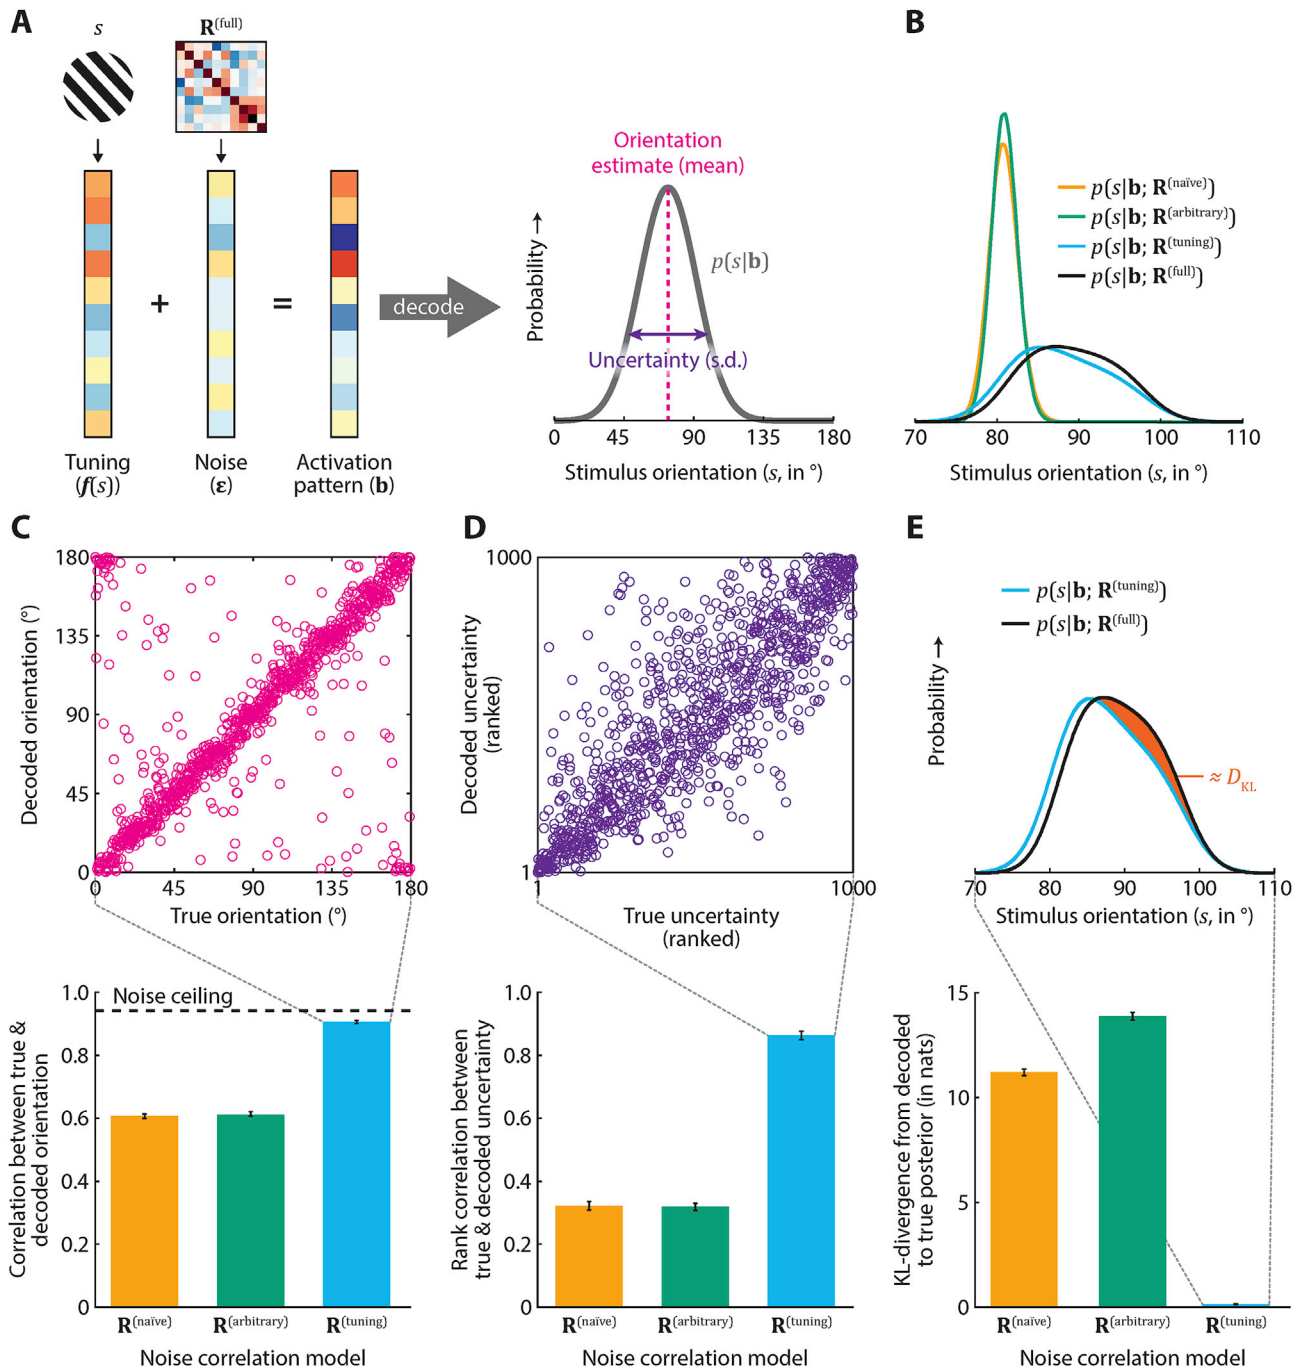 A
s
R(full)
Tuning
(f(s))
+
Noise
(ε)
=
Activation
pattern (b)
decode
Probability →
Orientation
estimate (mean)
p(s|b)
Uncertainty (s.d.)
0 45 90 135 180
Stimulus orientation (s, in °)
B
p(s|b; R(naïve))
p(s|b; R(arbitrary))
p(s|b; R(tuning))
p(s|b; R(full))
70 80 90 100 110
Stimulus orientation (s, in °)
C
Decoded orientation (°)
180
135
90
45
0
0 45 90 135 180
True orientation (°)
Correlation between true &
decoded orientation
1.0
0.8
0.6
0.4
0.2
0
Noise ceiling
R(naïve) R(arbitrary) R(tuning)
Noise correlation model
D
Decoded uncertainty
(ranked)
1000
1
1 1000
True uncertainty
(ranked)
Rank correlation between
true & decoded uncertainty
1.0
0.8
0.6
0.4
0.2
0
R(naïve) R(arbitrary) R(tuning)
Noise correlation model
E
p(s|b; R(tuning))
p(s|b; R(full))
Probability →
≈ DKL
70 80 90 100 110
Stimulus orientation (s, in °)
KL-divergence from decoded
to true posterior (in nats)
15
10
5
0
R(naïve) R(arbitrary) R(tuning)
Noise correlation model